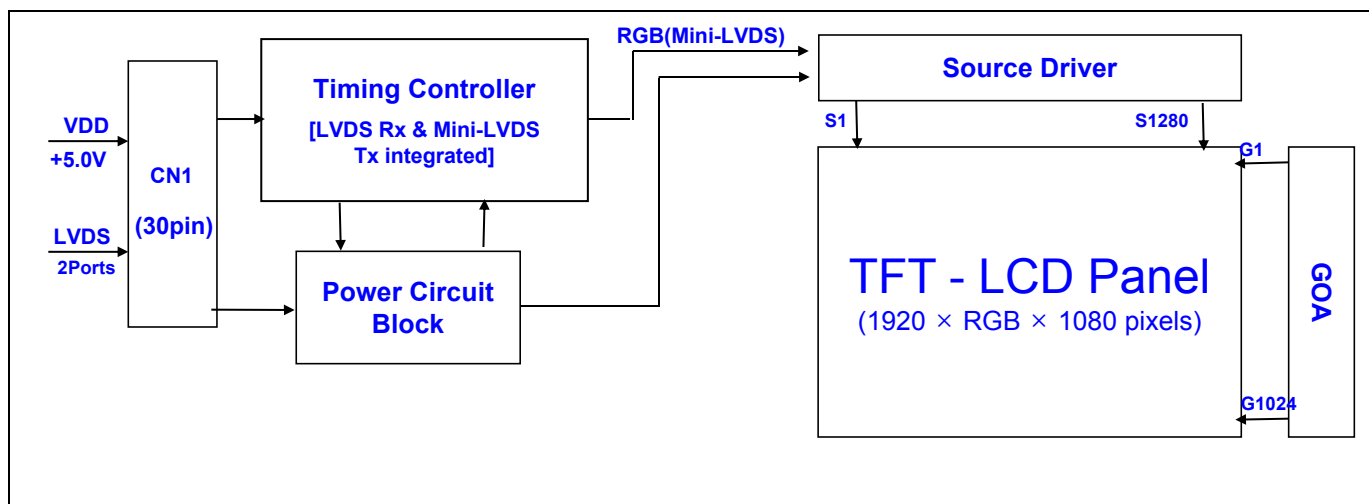 VDD
+5.0V
LVDS
2Ports
CN1
(30pin)
Timing Controller
[LVDS Rx & Mini-LVDS
Tx integrated]
Power Circuit
Block
RGB(Mini-LVDS)
Source Driver
S1
S1280
G1
TFT - LCD Panel
(1920 × RGB × 1080 pixels)
G1024
GOA